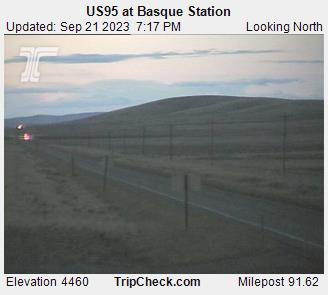 US95 at Basque Station
Updated: Sep 21 2023 7:17 PM Looking North
Elevation 4460 TripCheck.com Milepost 91.62